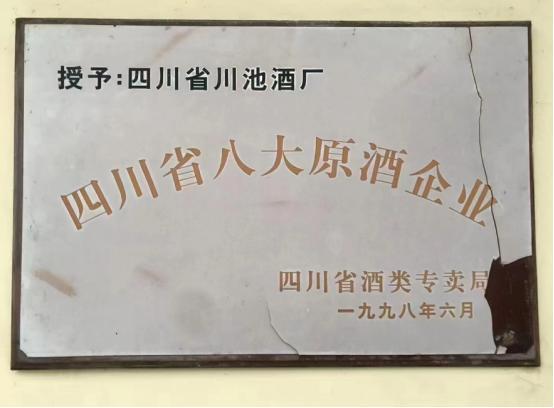 授予:四川省川池酒厂
四川省八大原酒企业
四川省酒类专卖局
一九九八年六月